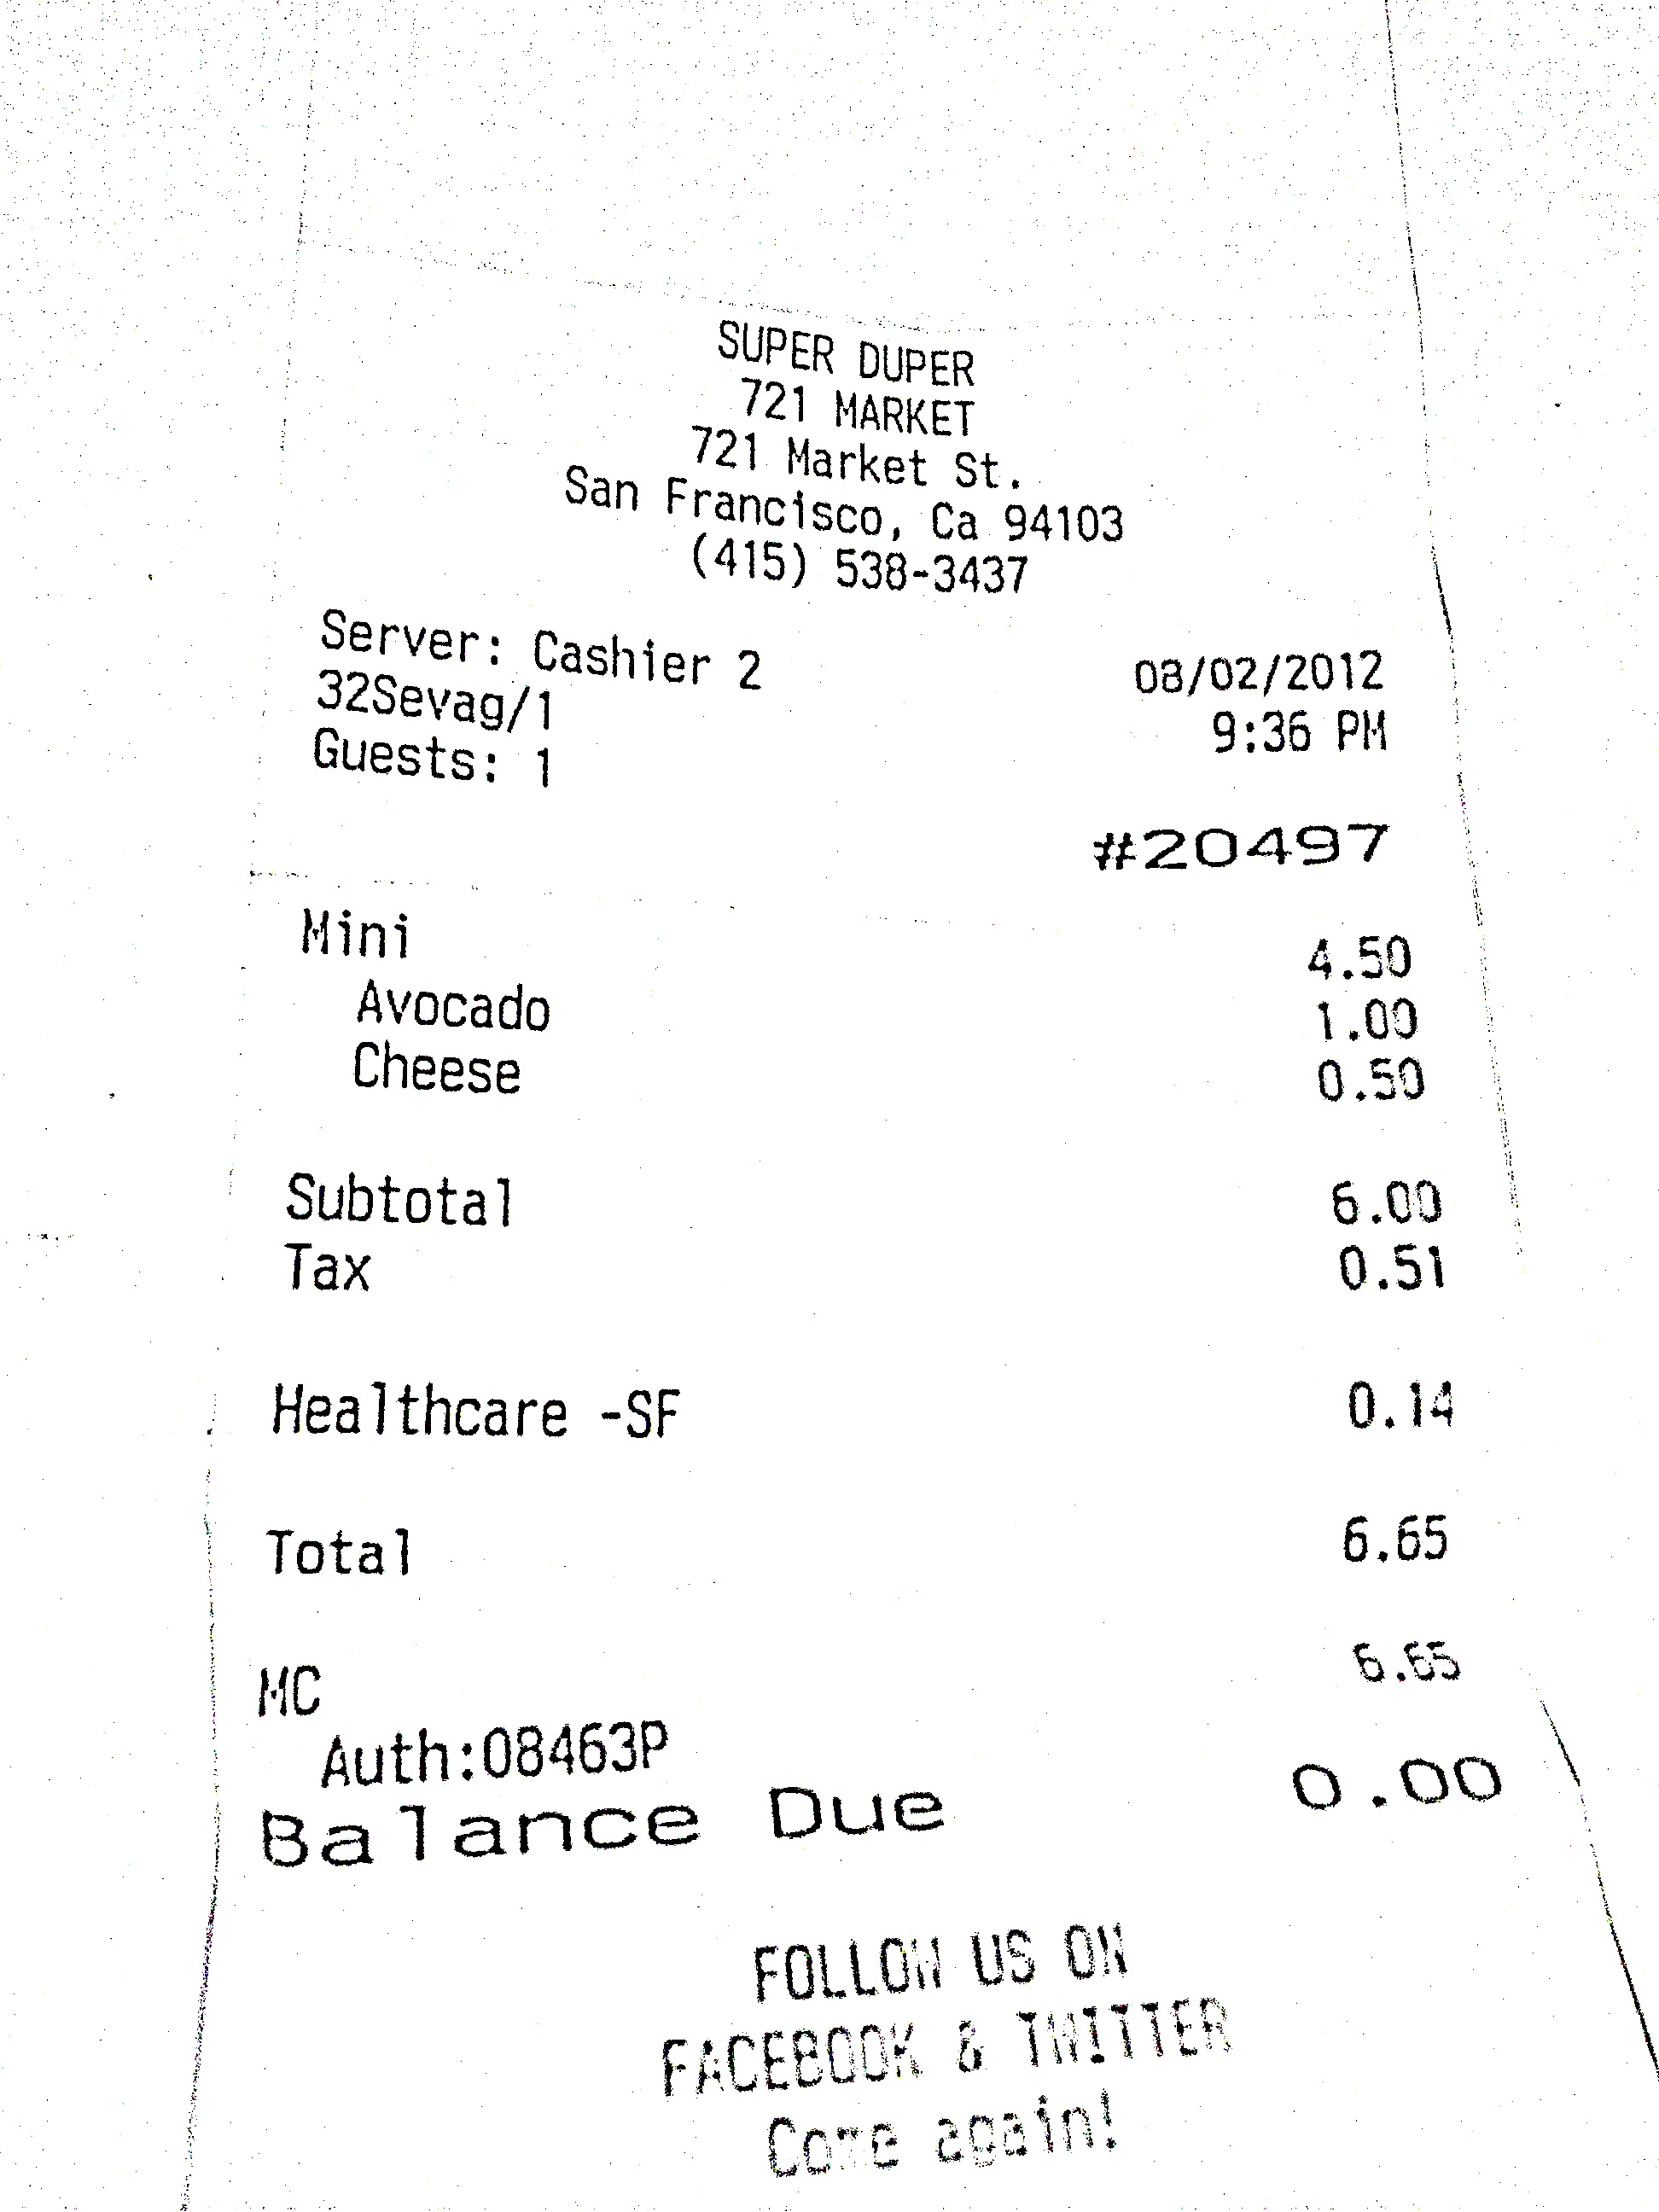 SUPER DUPER
721 MARKET
721 Market St.
San Francisco, Ca 94103
(415) 538-3437
Server: Cashier 2
08/02/2012
32Sevag/1
9:36 PM
Guests: 1
#20497
Mini 4.50
Avocado 1.00
Cheese 0.50
Subtotal 6.00
Tax 0.51
Healthcare -SF 0.14
Total 6.65
MC 6.65
Auth:08463P
Balance Due 0.00
FOLLOW US ON
FACEBOOK & TWITTER
Come again!